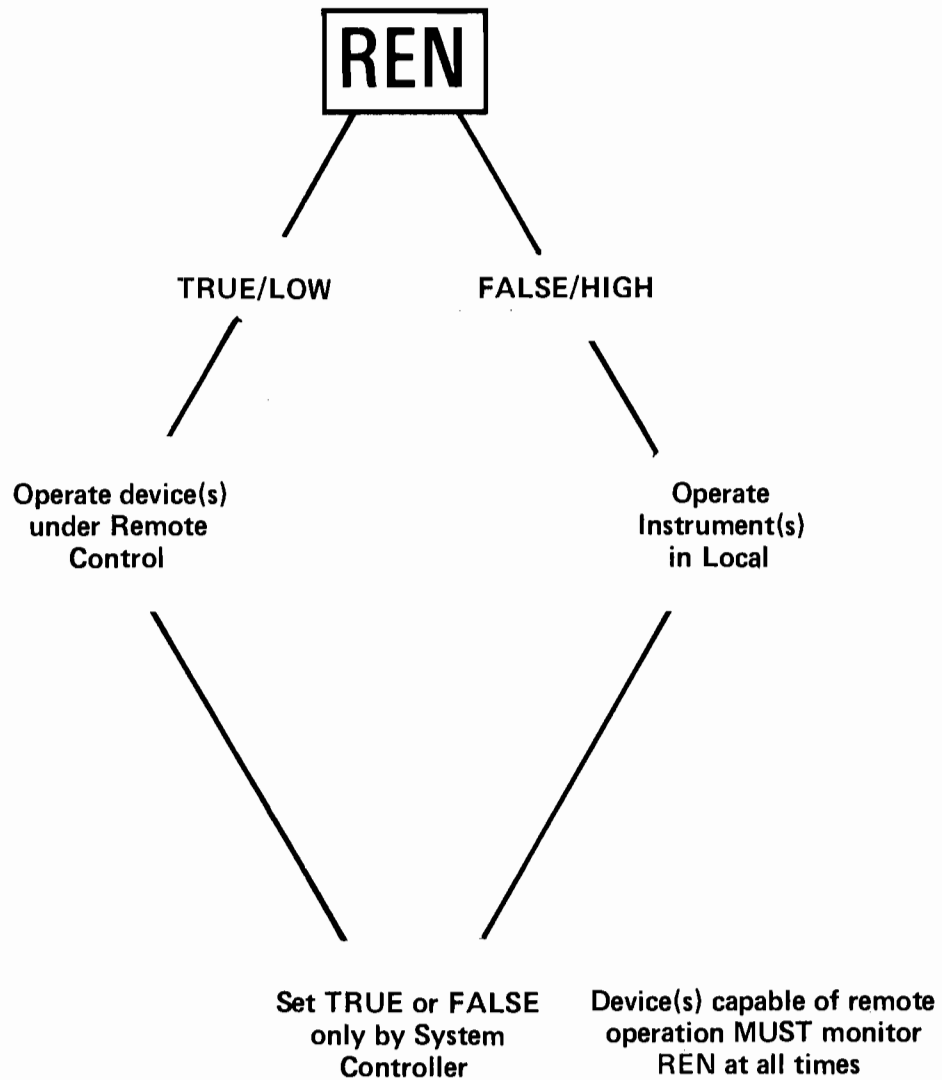 REN
TRUE/LOW
FALSE/HIGH
Operate device(s)
under Remote
Control
Operate
Instrument(s)
in Local
Set TRUE or FALSE
only by System
Controller
Device(s) capable of remote
operation MUST monitor
REN at all times